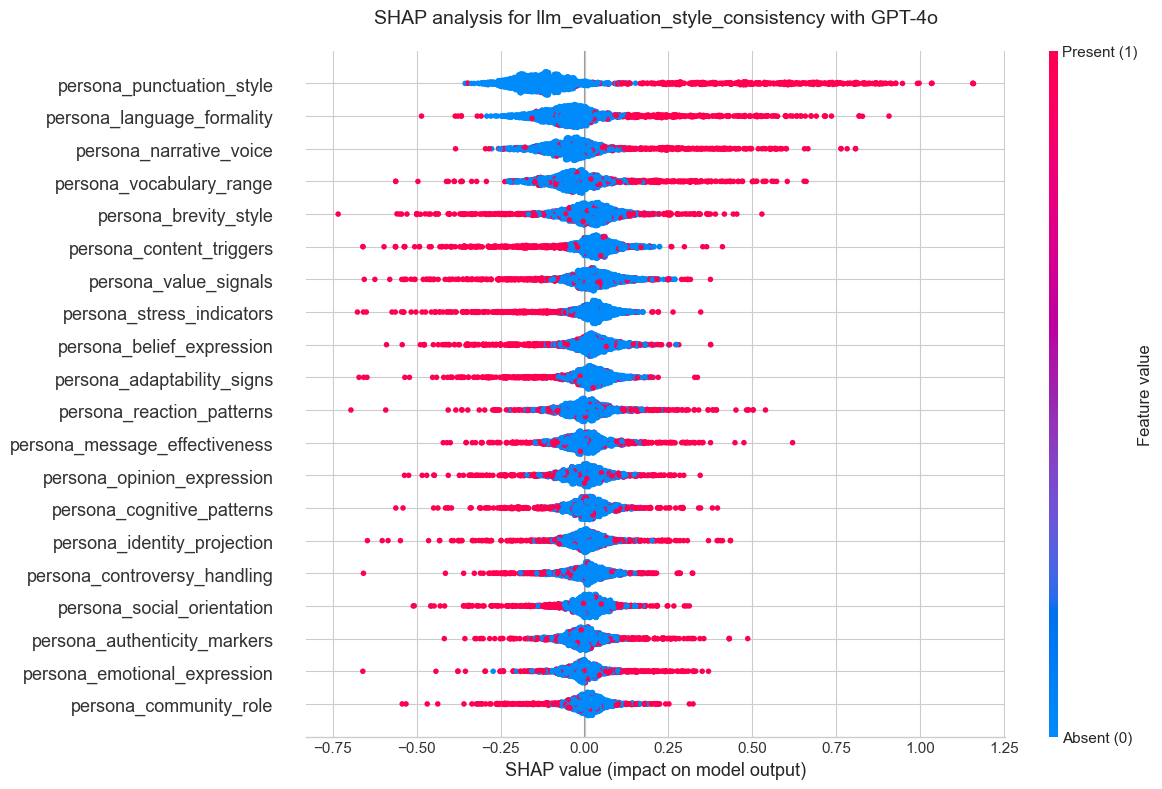 SHAP analysis for llm_evaluation_style_consistency with GPT-4o
persona_punctuation_style
persona_language_formality
persona_narrative_voice
persona_vocabulary_range
persona_brevity_style
persona_content_triggers
persona_value_signals
persona_stress_indicators
persona_belief_expression
persona_adaptability_signs
persona_reaction_patterns
persona_message_effectiveness
persona_opinion_expression
persona_cognitive_patterns
persona_identity_projection
persona_controversy_handling
persona_social_orientation
persona_authenticity_markers
persona_emotional_expression
persona_community_role
−0.75 −0.50 −0.25 0.00 0.25 0.50 0.75 1.00 1.25
SHAP value (impact on model output)
Present (1)
Feature value
Absent (0)